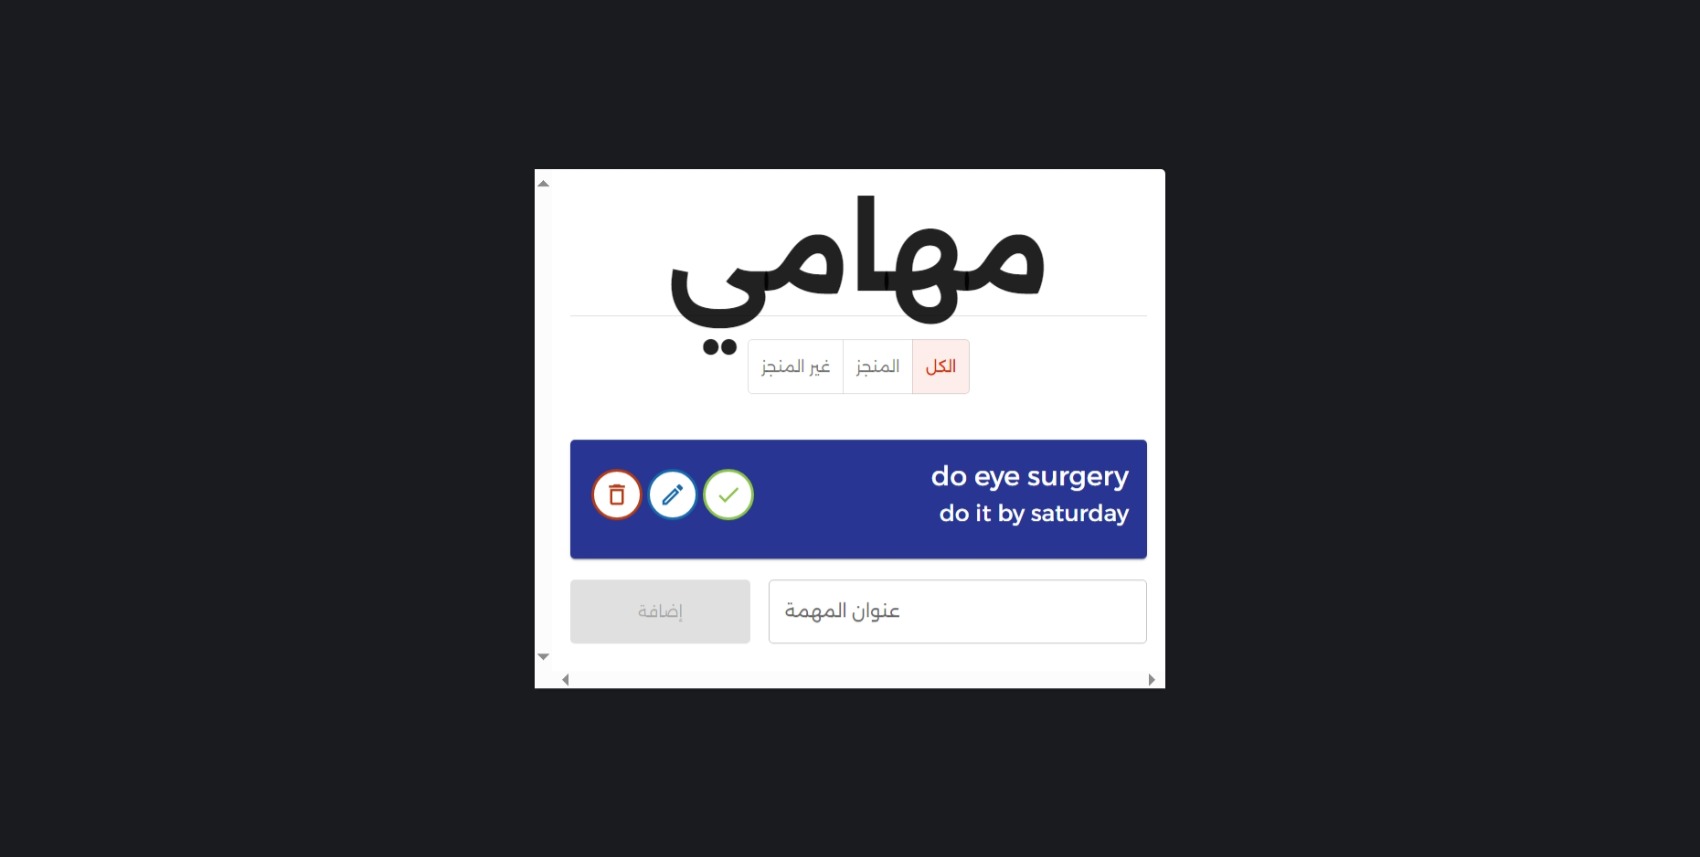 مهامي
الكل المنجز غير المنجز
do eye surgery
do it by saturday
عنوان المهمة إضافة